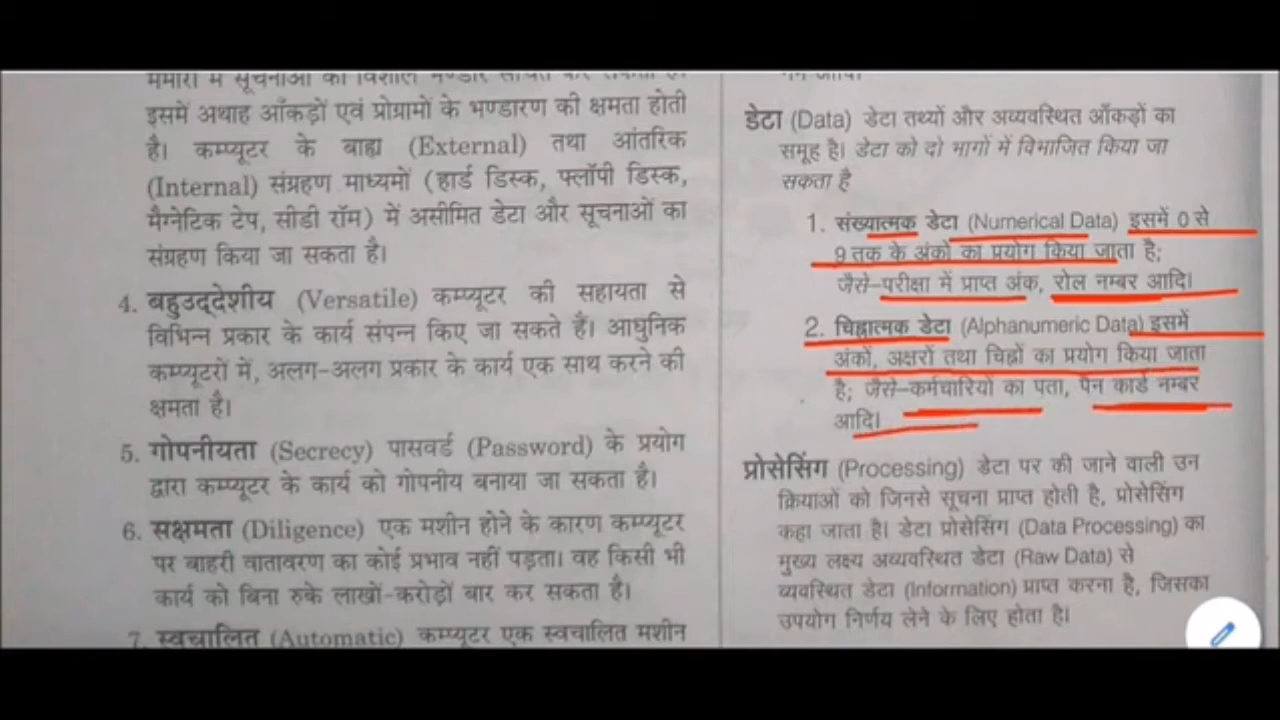 इसमें अथाह आँकड़ों एवं प्रोग्रामों के भण्डारण की क्षमता होती
है। कम्प्यूटर के बाह्य (External) तथा आंतरिक
(Internal) संग्रहण माध्यमों (हार्ड डिस्क, फ्लॉपी डिस्क,
मैग्नेटिक टेप, सीडी रॉम) में असीमित डेटा और सूचनाओं का
संग्रहण किया जा सकता है।
4. बहुउद्देशीय (Versatile) कम्प्यूटर की सहायता से
विभिन्न प्रकार के कार्य संपन्न किए जा सकते हैं। आधुनिक
कम्प्यूटरों में, अलग-अलग प्रकार के कार्य एक साथ करने की
क्षमता है।
5. गोपनीयता (Secrecy) पासवर्ड (Password) के प्रयोग
द्वारा कम्प्यूटर के कार्य को गोपनीय बनाया जा सकता है।
6. सक्षमता (Diligence) एक मशीन होने के कारण कम्प्यूटर
पर बाहरी वातावरण का कोई प्रभाव नहीं पड़ता। वह किसी भी
कार्य को बिना रुके लाखों-करोड़ों बार कर सकता है।
7. स्वचालित (Automatic) कम्प्यूटर एक स्वचालित मशीन
डेटा (Data) डेटा तथ्यों और अव्यवस्थित आँकड़ों का
समूह है। डेटा को दो भागों में विभाजित किया जा
सकता है
1. संख्यात्मक डेटा (Numerical Data) इसमें 0 से
9 तक के अंकों का प्रयोग किया जाता है;
जैसे-परीक्षा में प्राप्त अंक, रोल नम्बर आदि।
2. चिह्नात्मक डेटा (Alphanumeric Data) इसमें
अंकों, अक्षरों तथा चिह्नों का प्रयोग किया जाता
है; जैसे-कर्मचारियों का पता, पैन कार्ड नम्बर
आदि।
प्रोसेसिंग (Processing) डेटा पर की जाने वाली उन
क्रियाओं को जिनसे सूचना प्राप्त होती है, प्रोसेसिंग
कहा जाता है। डेटा प्रोसेसिंग (Data Processing) का
मुख्य लक्ष्य अव्यवस्थित डेटा (Raw Data) से
व्यवस्थित डेटा (Information) प्राप्त करना है, जिसका
उपयोग निर्णय लेने के लिए होता है।